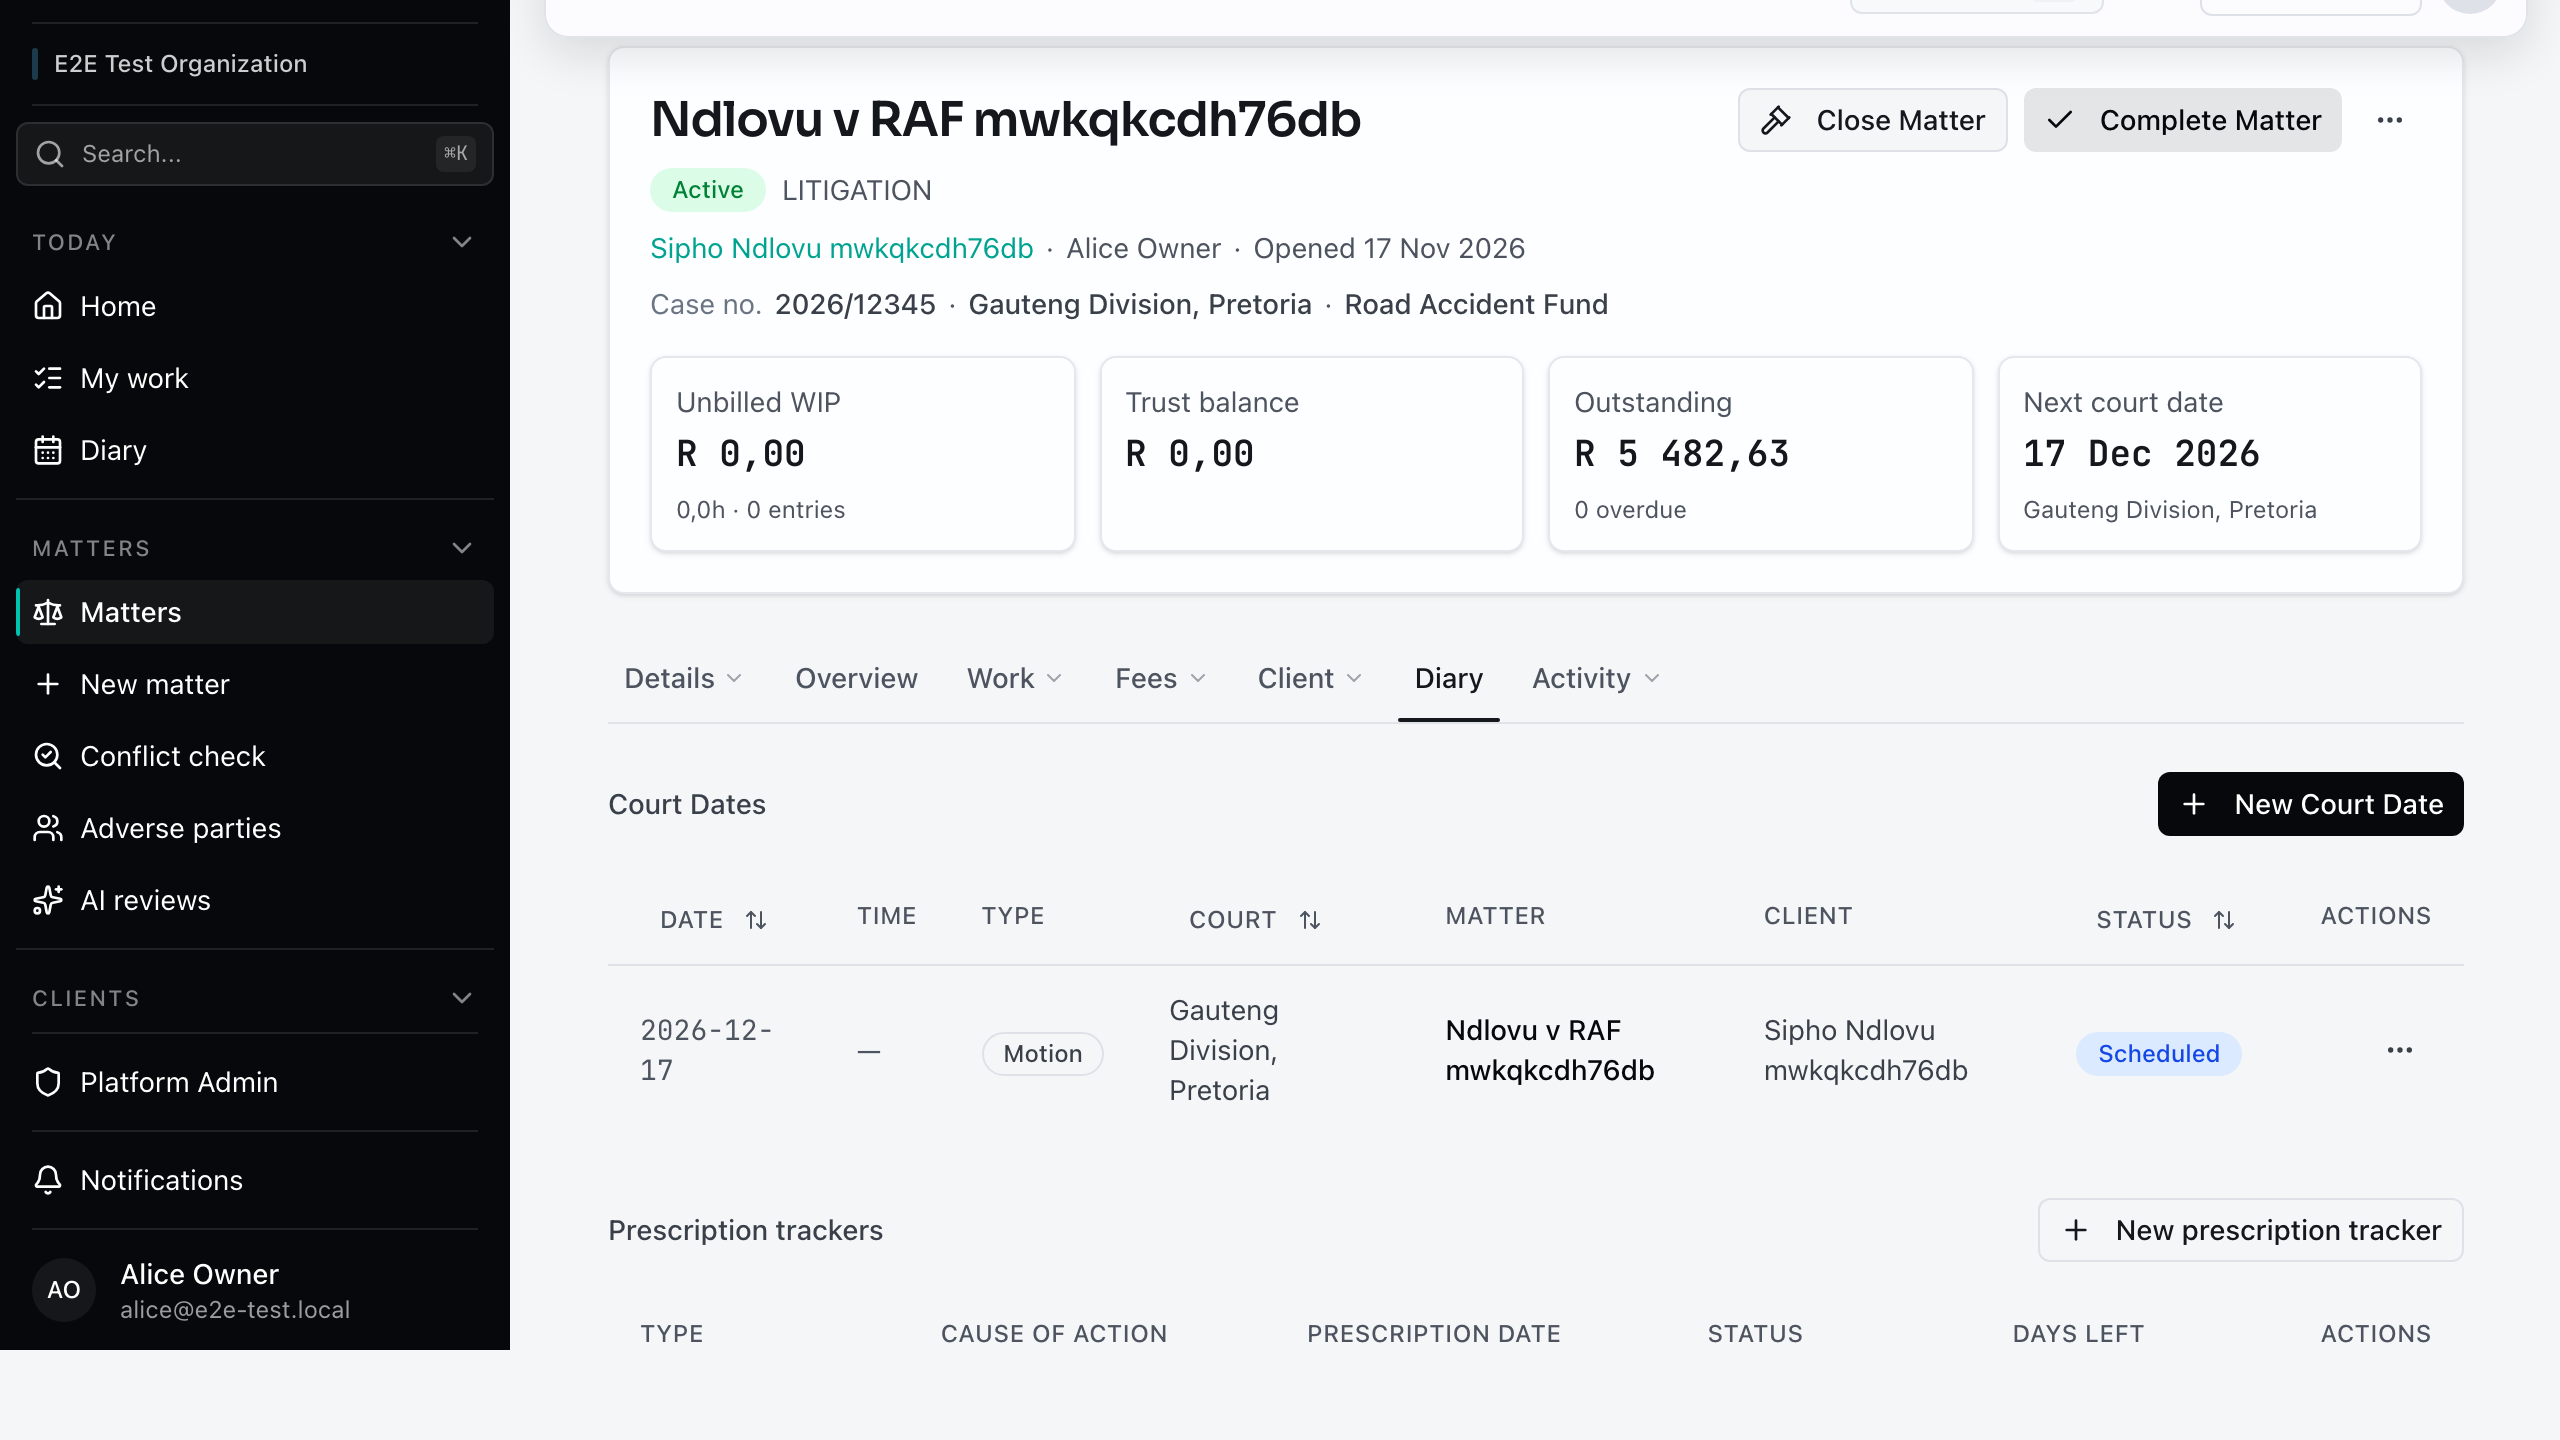 E2E Test Organization
Search...
⌘K
TODAY
Home
My work
Diary
MATTERS
Matters
New matter
Conflict check
Adverse parties
AI reviews
CLIENTS
Platform Admin
Notifications
AO
Alice Owner
alice@e2e-test.local
Ndlovu v RAF mwkqkcdh76db
Close Matter
Complete Matter
Active LITIGATION
Sipho Ndlovu mwkqkcdh76db · Alice Owner · Opened 17 Nov 2026
Case no. 2026/12345 · Gauteng Division, Pretoria · Road Accident Fund
Unbilled WIP
R 0,00
0,0h · 0 entries
Trust balance
R 0,00
Outstanding
R 5 482,63
0 overdue
Next court date
17 Dec 2026
Gauteng Division, Pretoria
Details Overview Work Fees Client Diary Activity
Court Dates
New Court Date
DATE TIME TYPE COURT MATTER CLIENT STATUS ACTIONS
2026-12-
17
—
Motion
Gauteng
Division,
Pretoria
Ndlovu v RAF
mwkqkcdh76db
Sipho Ndlovu
mwkqkcdh76db
Scheduled
Prescription trackers
New prescription tracker
TYPE CAUSE OF ACTION PRESCRIPTION DATE STATUS DAYS LEFT ACTIONS